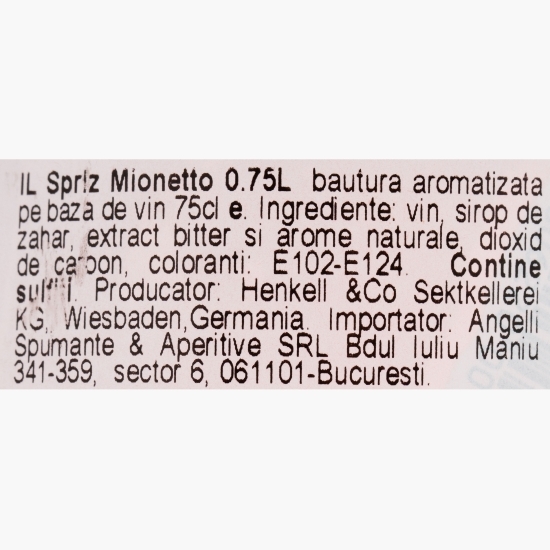 IL Spriz Mionetto 0.75L bautura aromatizata
pe baza de vin 75cl e. Ingrediente: vin, sirop de
zahar, extract bitter si arome naturale, dioxid
de carbon, coloranti: E102-E124. Contine
sulfiti. Producator: Henkell &Co Sektkellerei
KG, Wiesbaden,Germania. Importator: Angelli
Spumante & Aperitive SRL Bdul Iuliu Maniu
341-359, sector 6, 061101-Bucuresti.